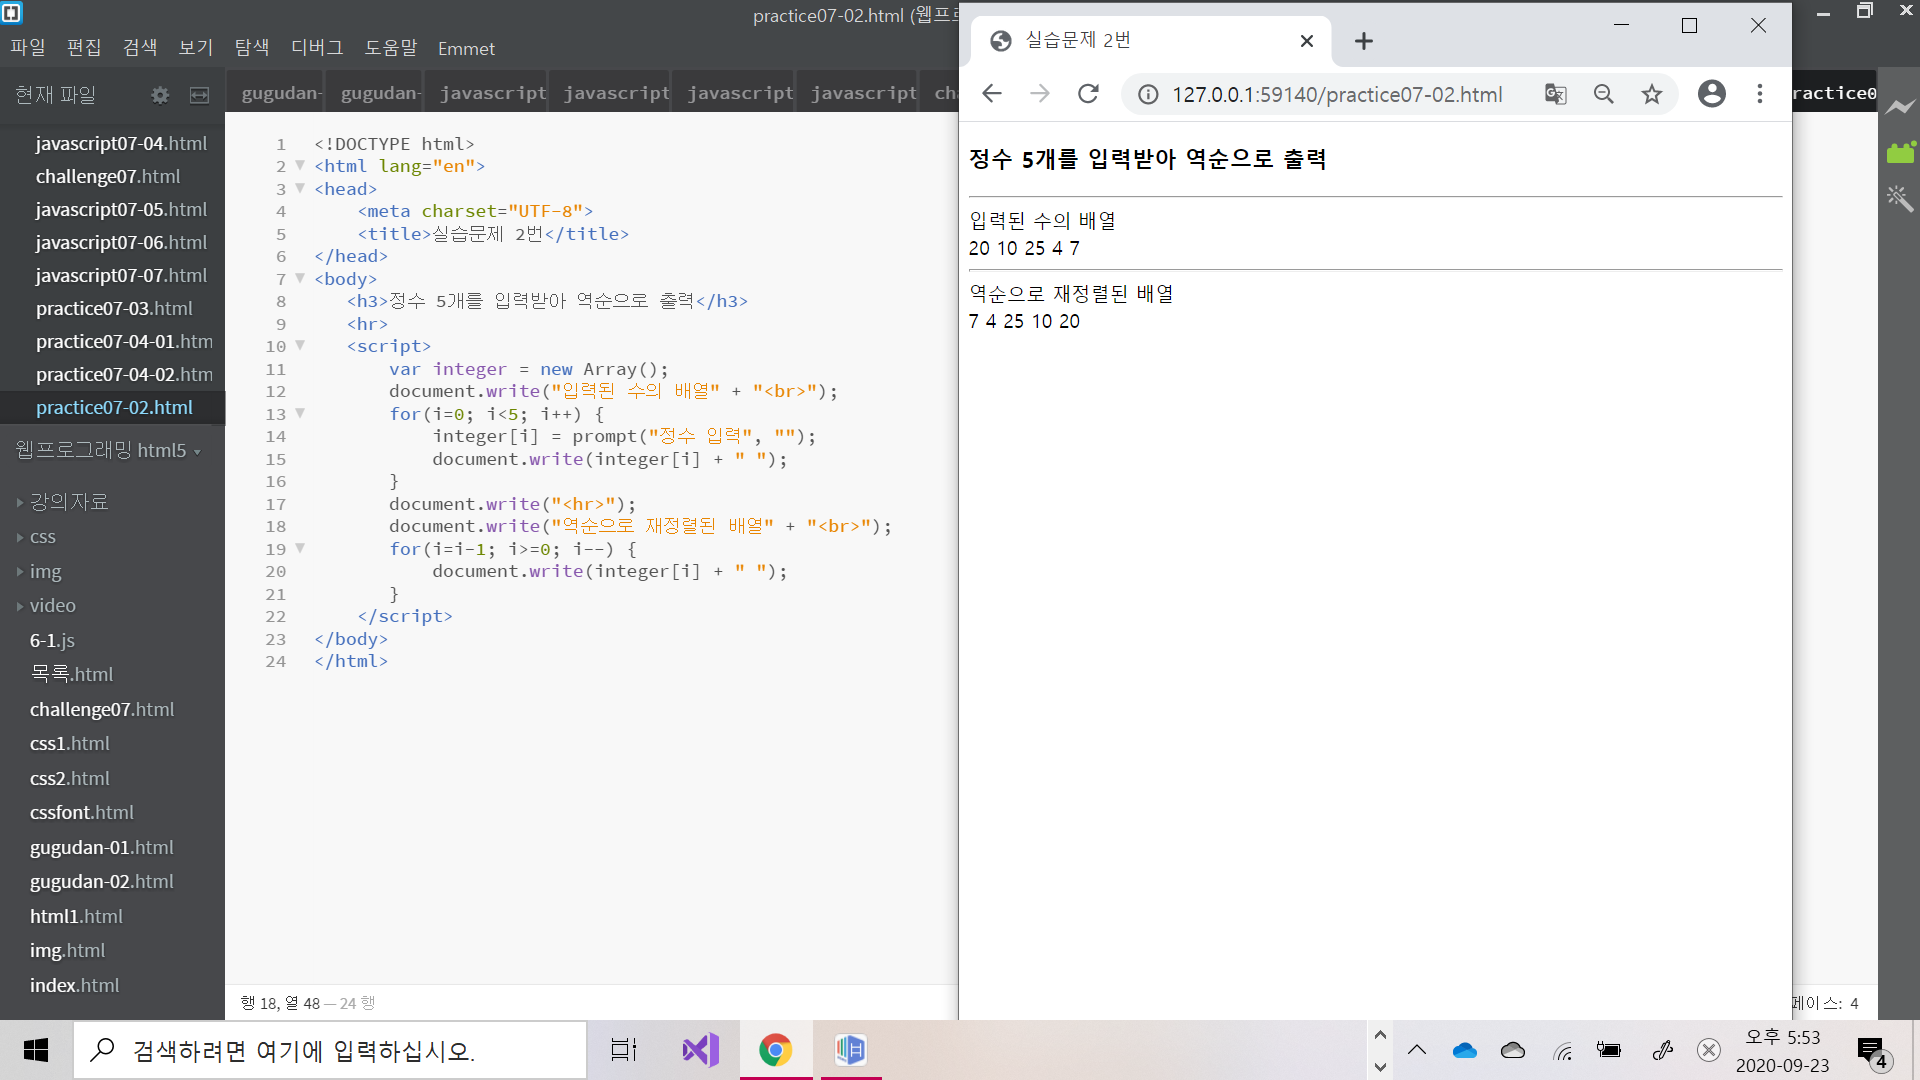 practice07-02.html (웹프로
파일 편집 검색 보기 탐색 디버그 도움말 Emmet
현재 파일
gugudan- gugudan- javascript javascript javascript javascript ch
javascript07-04.html
challenge07.html
javascript07-05.html
javascript07-06.html
javascript07-07.html
practice07-03.html
practice07-04-01.htm
practice07-04-02.htm
practice07-02.html
웹프로그래밍 html5
강의자료
css
img
video
6-1.js
목록.html
challenge07.html
css1.html
css2.html
cssfont.html
gugudan-01.html
gugudan-02.html
html1.html
img.html
index.html
1 <!DOCTYPE html>
2 <html lang="en">
3 <head>
4 <meta charset="UTF-8">
5 <title>실습문제 2번</title>
6 </head>
7 <body>
8 <h3>정수 5개를 입력받아 역순으로 출력</h3>
9 <hr>
10 <script>
11 var integer = new Array();
12 document.write("입력된 수의 배열" + "<br>");
13 for(i=0; i<5; i++) {
14 integer[i] = prompt("정수 입력", "");
15 document.write(integer[i] + " ");
16 }
17 document.write("<hr>");
18 document.write("역순으로 재정렬된 배열" + "<br>");
19 for(i=i-1; i>=0; i--) {
20 document.write(integer[i] + " ");
21 }
22 </script>
23 </body>
24 </html>
행 18, 열 48 — 24 행
실습문제 2번
127.0.0.1:59140/practice07-02.html
정수 5개를 입력받아 역순으로 출력
입력된 수의 배열
20 10 25 4 7
역순으로 재정렬된 배열
7 4 25 10 20
ractice0
페이스: 4
검색하려면 여기에 입력하십시오.
오후 5:53
2020-09-23
4